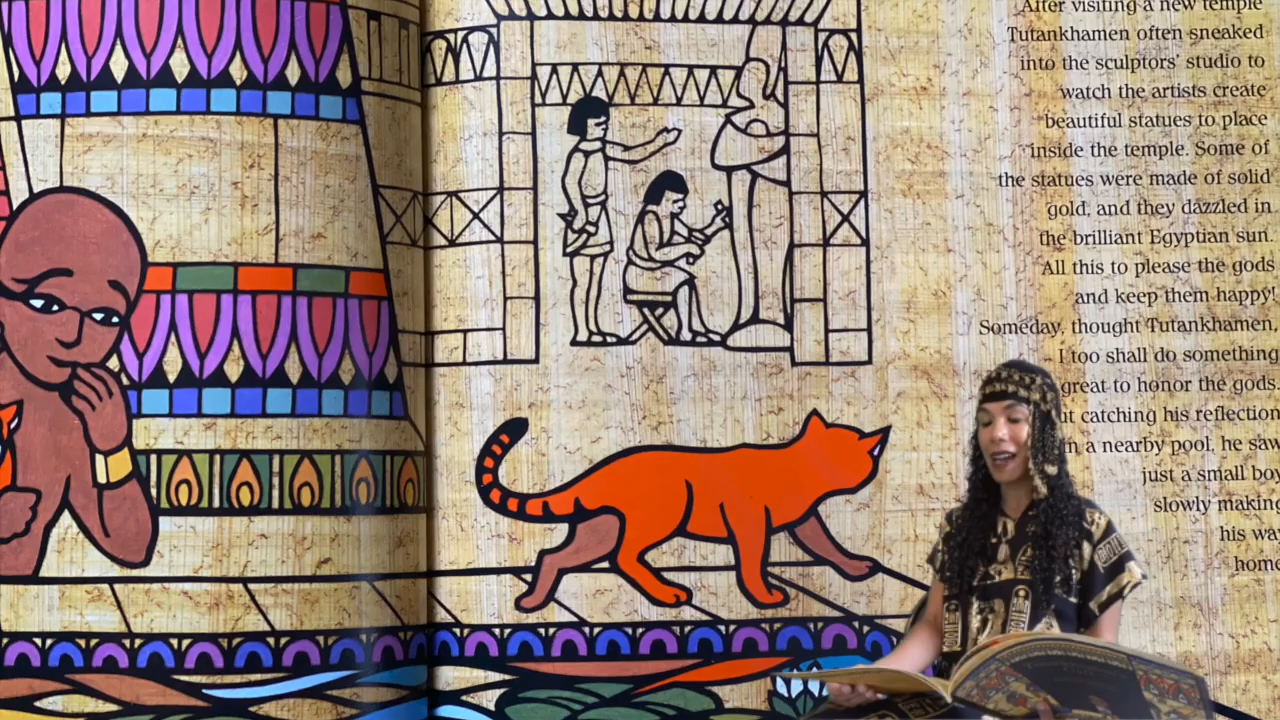 After visiting a new temple
Tutankhamen often sneaked
into the sculptors' studio to
watch the artists create
beautiful statues to place
inside the temple. Some of
the statues were made of solid
gold, and they dazzled in
the brilliant Egyptian sun.
All this to please the gods
and keep them happy!
Someday, thought Tutankhamen,
I too shall do something
great to honor the gods.
ut catching his reflection
in a nearby pool, he saw
just a small boy
slowly making
his way
home